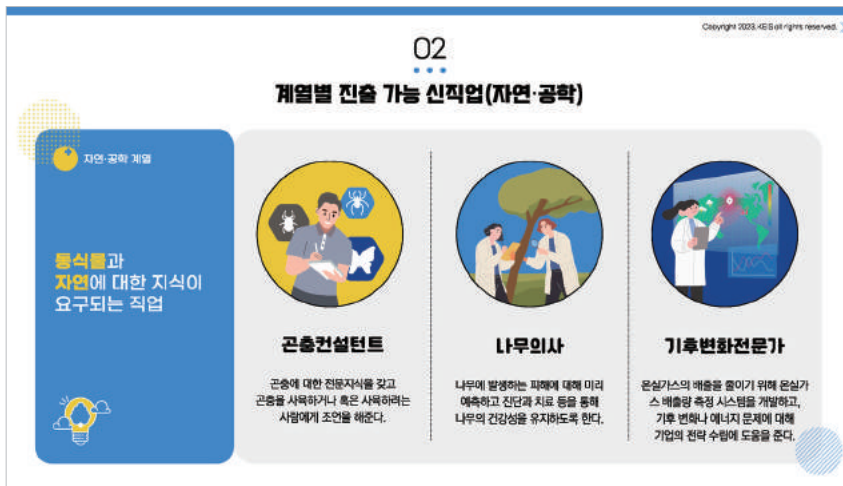 Copyright 2023. KEIS all rights reserved.
02
계열별 진출 가능 신직업(자연·공학)
자연·공학 계열
동식물과
자연에 대한 지식이
요구되는 직업
곤충컨설턴트
곤충에 대한 전문지식을 갖고
곤충을 사육하거나 혹은 사육하려는
사람에게 조언을 해준다.
나무의사
나무에 발생하는 피해에 대해 미리
예측하고 진단과 치료 등을 통해
나무의 건강성을 유지하도록 한다.
기후변화전문가
온실가스의 배출을 줄이기 위해 온실가
스 배출량 측정 시스템을 개발하고,
기후 변화나 에너지 문제에 대해
기업의 전략 수립에 도움을 준다.